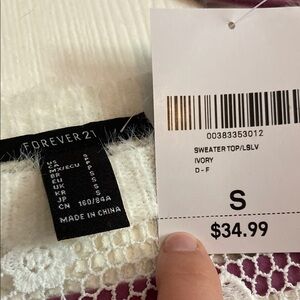 FOREVER 21
US S
MX/ECU P
BR P
EU S
UK S
KR S
JP S
CN 160/84A
MADE IN CHINA
00383353012
SWEATER TOP/LSLV
IVORY
D - F
S
$34.99